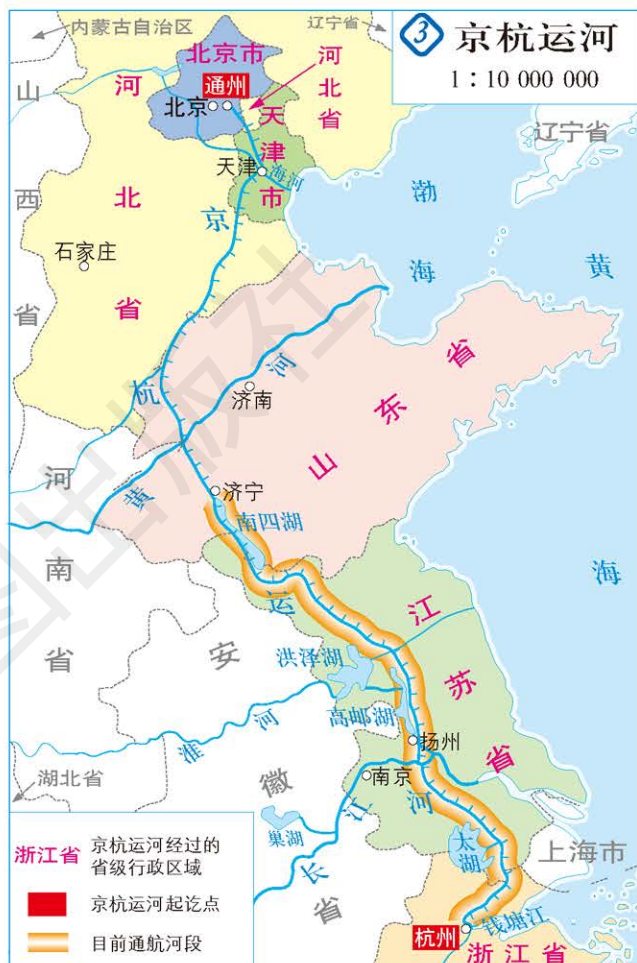 内蒙古自治区
辽宁省
3 京杭运河
1∶10 000 000
北京市
河北省
通州
北京
山西省
河北省
天津市
天津
海河
辽宁省
渤海
黄海
京杭运河
石家庄
山东省
济南
黄河
济宁
南四湖
河南省
安徽省
江苏省
洪泽湖
高邮湖
淮河
扬州
南京
长江
湖北省
巢湖
太湖
上海市
钱塘江
杭州
浙江省
浙江省 京杭运河经过的
省级行政区域
京杭运河起讫点
目前通航河段
图出版社